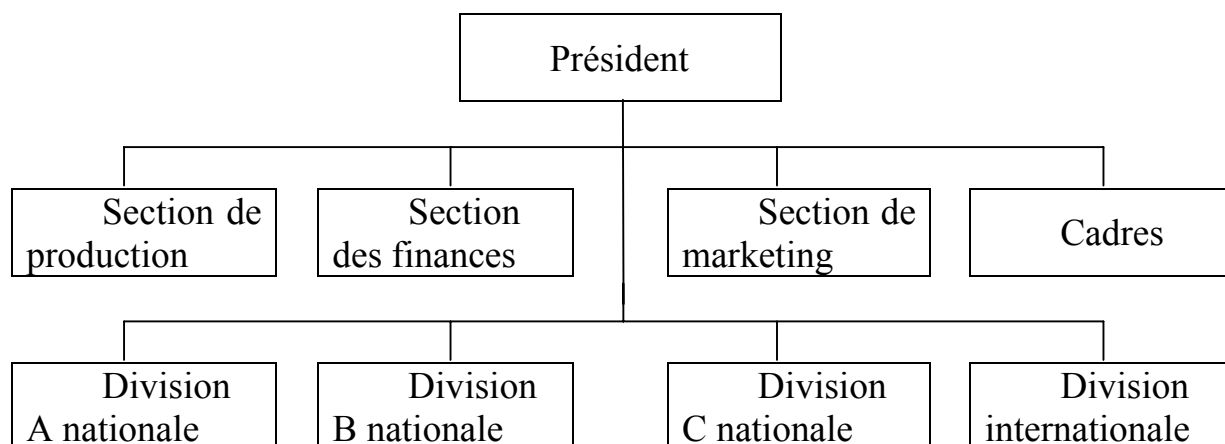 Président
Section de
production
Section
des finances
Section de
marketing
Cadres
Division
A nationale
Division
B nationale
Division
C nationale
Division
internationale